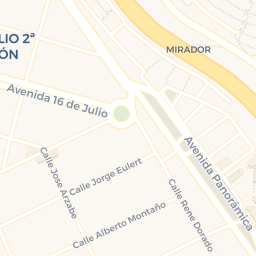 LIO 2ª
ÓN
MIRADOR
Avenida 16 de Julio
Avenida Panorámica
Calle Jose Arzabe
Calle Jorge Eulert
Calle Rene Dorado
Calle Alberto Montaño